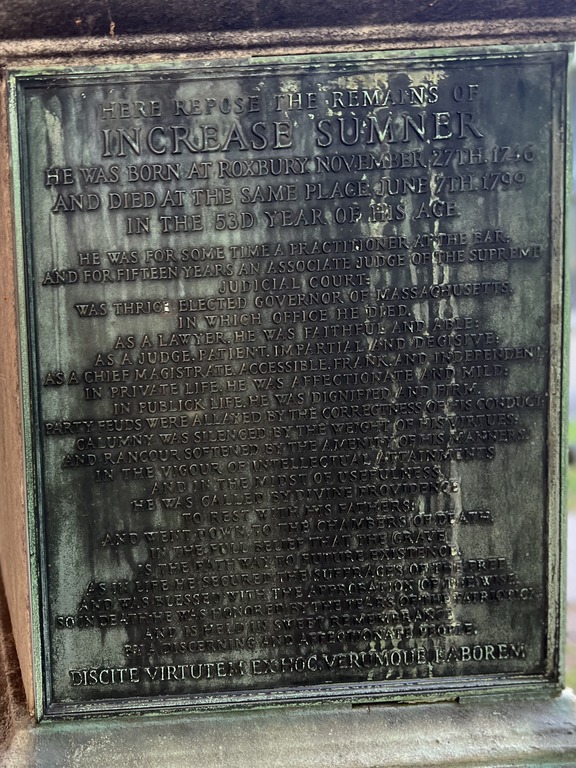 HERE REPOSE THE REMAINS OF
INCREASE SUMNER
HE WAS BORN AT ROXBURY, NOVEMBER 27TH, 1746
AND DIED AT THE SAME PLACE, JUNE 7TH, 1799
IN THE 53D YEAR OF HIS AGE.
HE WAS FOR SOME TIME A PRACTITIONER AT THE BAR;
AND FOR FIFTEEN YEARS AN ASSOCIATE JUDGE OF THE SUPREME
JUDICIAL COURT;
WAS THRICE ELECTED GOVERNOR OF MASSACHUSETTS,
IN WHICH OFFICE HE DIED.
AS A LAWYER, HE WAS FAITHFUL AND ABLE;
AS A JUDGE, PATIENT, IMPARTIAL AND DECISIVE;
AS A CHIEF MAGISTRATE, ACCESSIBLE, FRANK AND INDEPENDENT,
IN PRIVATE LIFE, HE WAS AFFECTIONATE AND MILD;
IN PUBLICK LIFE, HE WAS DIGNIFIED AND FIRM.
PARTY FEUDS WERE ALLAYED BY THE CORRECTNESS OF HIS CONDUCT;
CALUMNY WAS SILENCED BY THE WEIGHT OF HIS VIRTUES;
AND RANCOUR SOFTENED BY THE AMENITY OF HIS MANNERS.
IN THE VIGOUR OF INTELLECTUAL ATTAINMENTS
AND IN THE MIDST OF USEFULNESS,
HE WAS CALLED BY DIVINE PROVIDENCE
TO REST WITH HIS FATHERS;
AND WENT DOWN TO THE CHAMBERS OF DEATH
IN THE FULL BELIEF THAT THE GRAVE
IS THE PATHWAY TO FUTURE EXISTENCE.
AS IN LIFE HE SECURED THE SUFFRAGES OF THE FREE
AND WAS BLESSED WITH THE APPROBATION OF THE WISE,
SO IN DEATH HE WAS HONORED BY THE TEARS OF THE PATRIOTICK,
AND IS HELD IN SWEET REMEMBRANCE
BY A DISCERNING AND AFFECTIONATE PEOPLE.
DISCITE VIRTUTEM EX HOC, VERUMQUE LABOREM